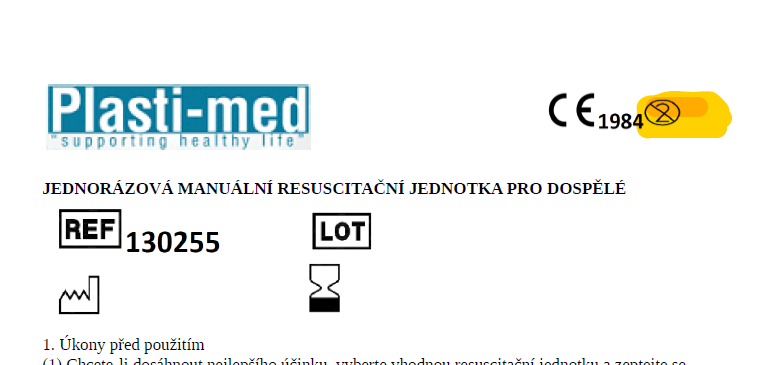 Plasti-med
"supporting healthy life"
CE 1984 2
JEDNORÁZOVÁ MANUÁLNÍ RESUSCITAČNÍ JEDNOTKA PRO DOSPĚLÉ
REF 130255 LOT
1. Úkony před použitím
(1) Chcete-li dosáhnout nejlepšího účinku, vyberte vhodnou resuscitační jednotku a zeptejte se